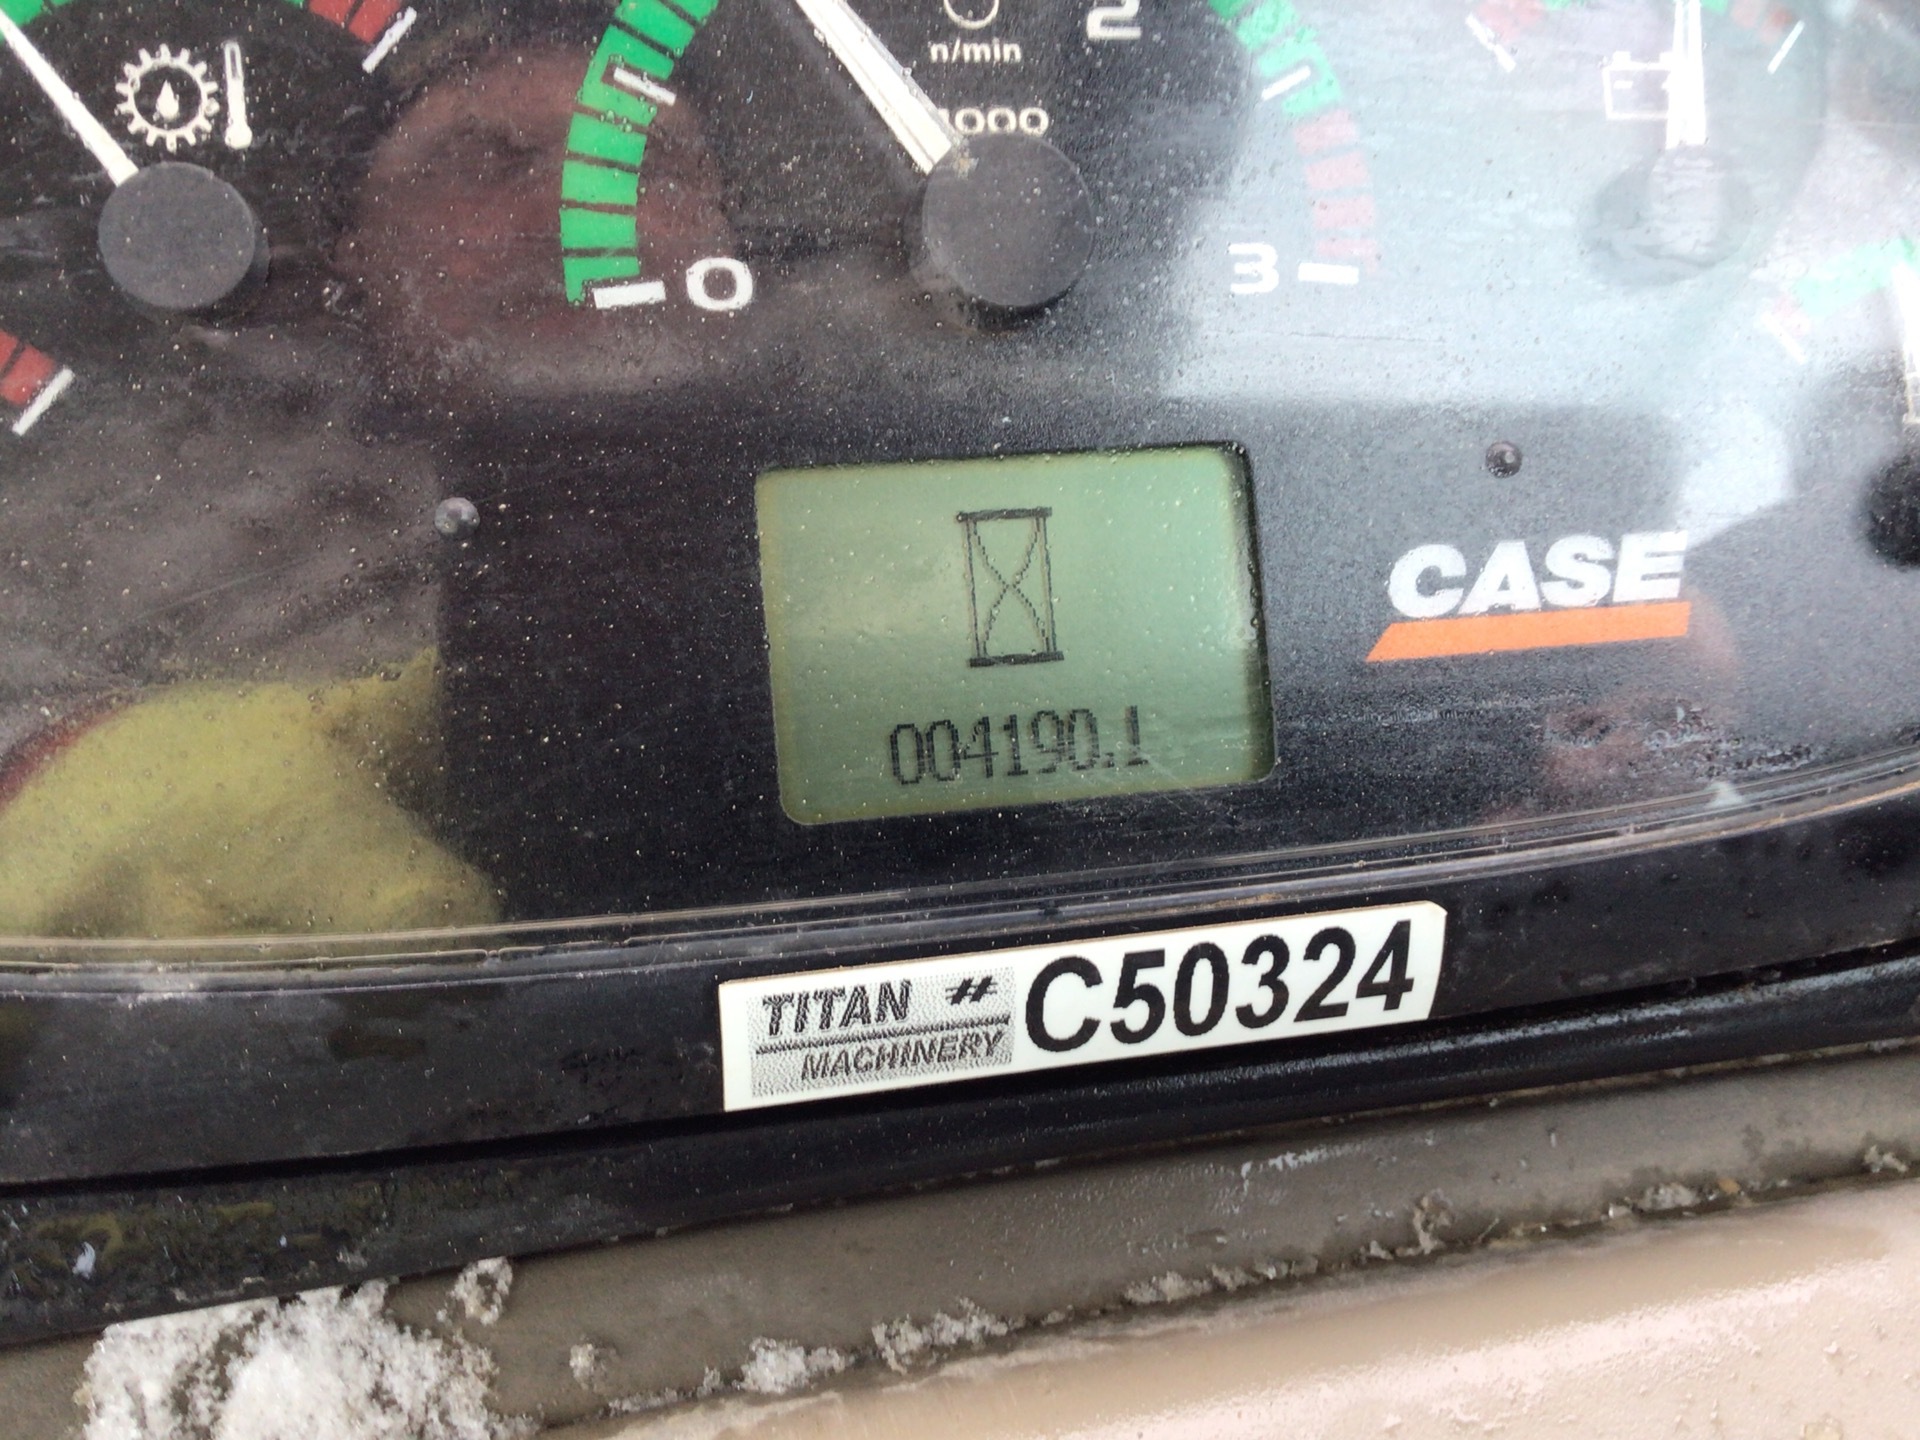 n/min
2
0
3
CASE
004190.1
TITAN # C50324
MACHINERY